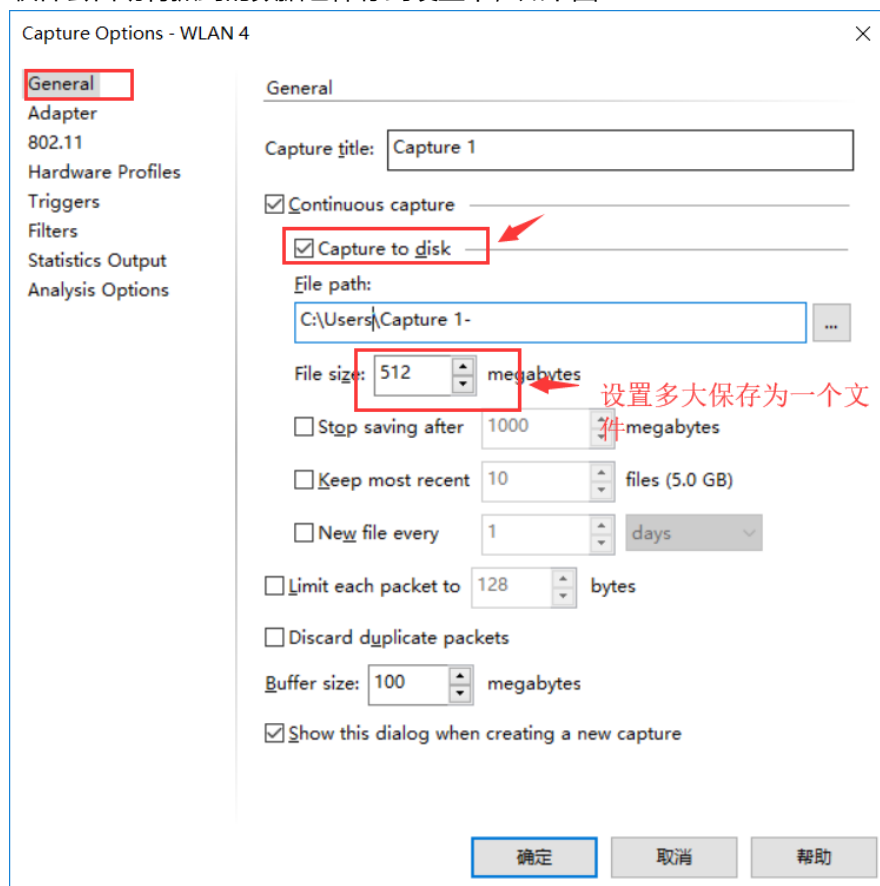 Capture Options - WLAN 4
General
Adapter
802.11
Hardware Profiles
Triggers
Filters
Statistics Output
Analysis Options
General
Capture title: Capture 1
Continuous capture
Capture to disk
File path:
C:\Users\Capture 1-
...
File size: 512 megabytes
设置多大保存为一个文
件
Stop saving after 1000 megabytes
Keep most recent 10 files (5.0 GB)
New file every 1 days
Limit each packet to 128 bytes
Discard duplicate packets
Buffer size: 100 megabytes
Show this dialog when creating a new capture
确定 取消 帮助